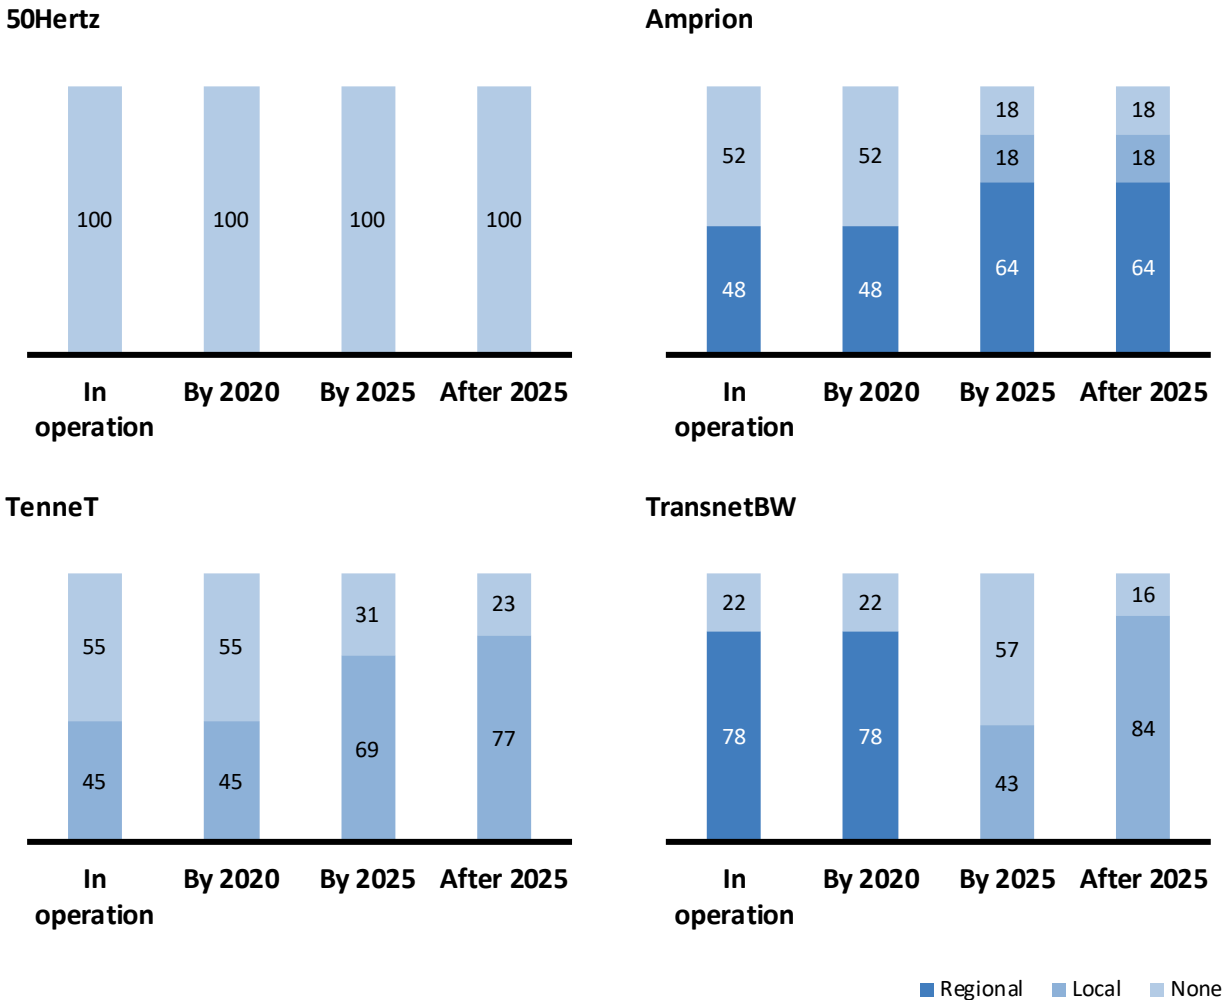 50Hertz
100
100
100
100
In operation
By 2020
By 2025
After 2025
Amprion
52
52
18
18
18
18
48
48
64
64
In operation
By 2020
By 2025
After 2025
TenneT
55
55
31
23
45
45
69
77
In operation
By 2020
By 2025
After 2025
TransnetBW
22
22
57
16
78
78
43
84
In operation
By 2020
By 2025
After 2025
Regional
Local
None